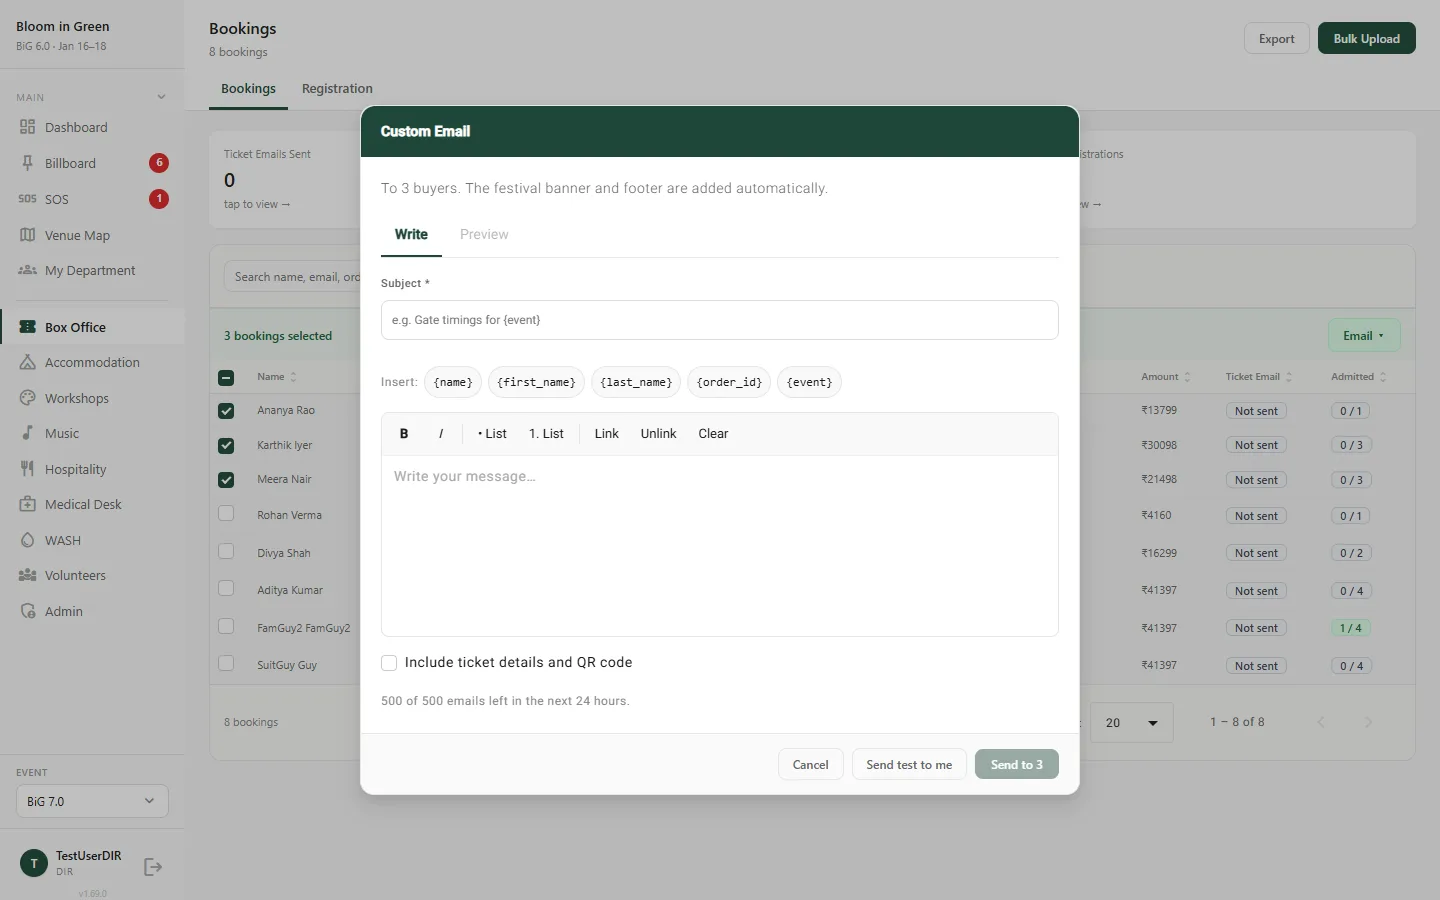 Bloom in Green
BiG 6.0 · Jan 16–18
MAIN
Dashboard
Billboard 6
SOS SOS 1
Venue Map
My Department
Box Office
Accommodation
Workshops
Music
Hospitality
Medical Desk
WASH
Volunteers
Admin
EVENT
BiG 7.0
T TestUserDIR
DIR
v1.69.0
Bookings
8 bookings
Export
Bulk Upload
Bookings Registration
Ticket Emails Sent
0
tap to view →
istrations
ew →
Search name, email, ord
3 bookings selected
Email
Name Amount Ticket Email Admitted
Ananya Rao ₹13799 Not sent 0 / 1
Karthik Iyer ₹30098 Not sent 0 / 3
Meera Nair ₹21498 Not sent 0 / 3
Rohan Verma ₹4160 Not sent 0 / 1
Divya Shah ₹16299 Not sent 0 / 2
Aditya Kumar ₹41397 Not sent 0 / 4
FamGuy2 FamGuy2 ₹41397 Not sent 1 / 4
SuitGuy Guy ₹41397 Not sent 0 / 4
8 bookings : 20 1 – 8 of 8
Custom Email
To 3 buyers. The festival banner and footer are added automatically.
Write Preview
Subject *
e.g. Gate timings for {event}
Insert: {name} {first_name} {last_name} {order_id} {event}
B I • List 1. List Link Unlink Clear
Write your message…
Include ticket details and QR code
500 of 500 emails left in the next 24 hours.
Cancel Send test to me Send to 3